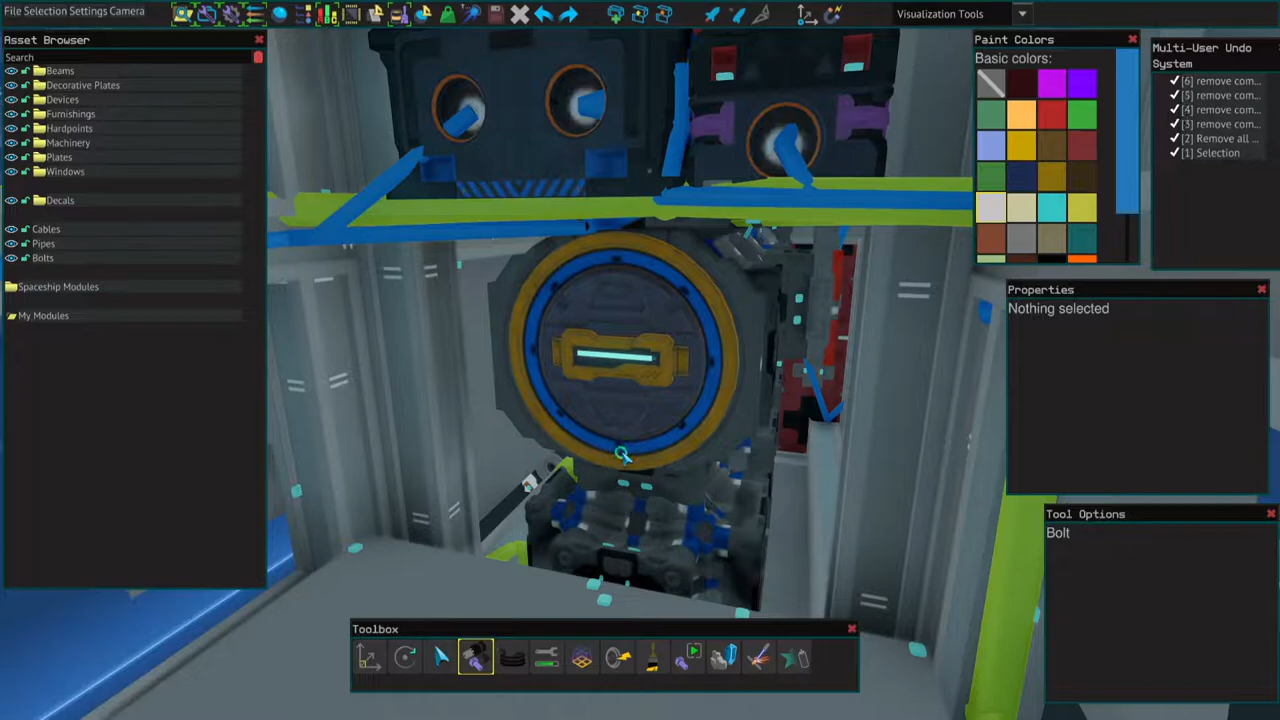 File Selection Settings Camera
Visualization Tools
Asset Browser
Search
Beams
Decorative Plates
Devices
Furnishings
Hardpoints
Machinery
Plates
Windows
Decals
Cables
Pipes
Bolts
Spaceship Modules
My Modules
Paint Colors
Basic colors:
Multi-User Undo
System
[6] remove com...
[5] remove com...
[4] remove com...
[3] remove com...
[2] Remove all ...
[1] Selection
Properties
Nothing selected
Tool Options
Bolt
Toolbox